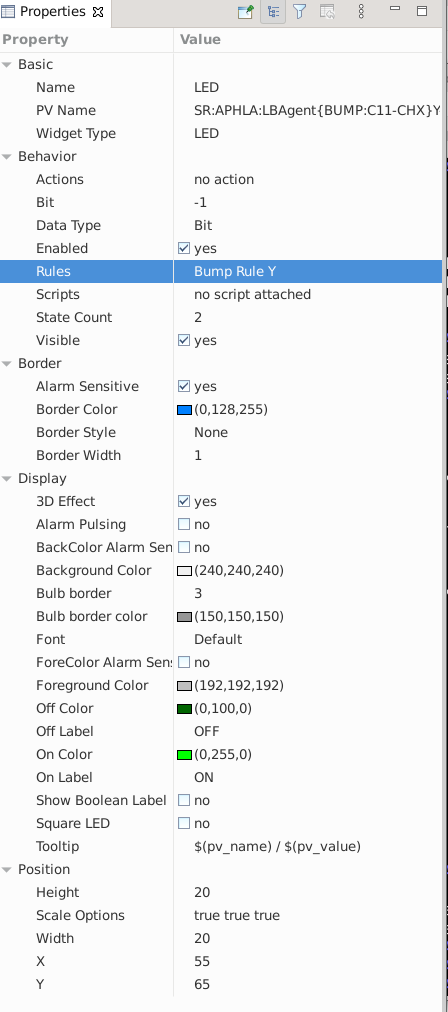 Properties
Property Value
Basic
Name LED
PV Name SR:APHLA:LBAgent{BUMP:C11-CHX}Y
Widget Type LED
Behavior
Actions no action
Bit -1
Data Type Bit
Enabled yes
Rules Bump Rule Y
Scripts no script attached
State Count 2
Visible yes
Border
Alarm Sensitive yes
Border Color (0,128,255)
Border Style None
Border Width 1
Display
3D Effect yes
Alarm Pulsing no
BackColor Alarm Sen no
Background Color (240,240,240)
Bulb border 3
Bulb border color (150,150,150)
Font Default
ForeColor Alarm Sens no
Foreground Color (192,192,192)
Off Color (0,100,0)
Off Label OFF
On Color (0,255,0)
On Label ON
Show Boolean Label no
Square LED no
Tooltip $(pv_name) / $(pv_value)
Position
Height 20
Scale Options true true true
Width 20
X 55
Y 65